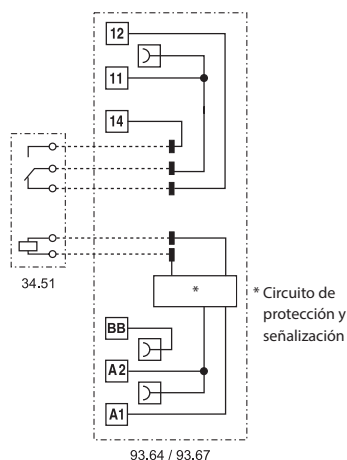 12
11
14
34.51
*
* Circuito de
protección y
señalización
BB
A2
A1
93.64 / 93.67